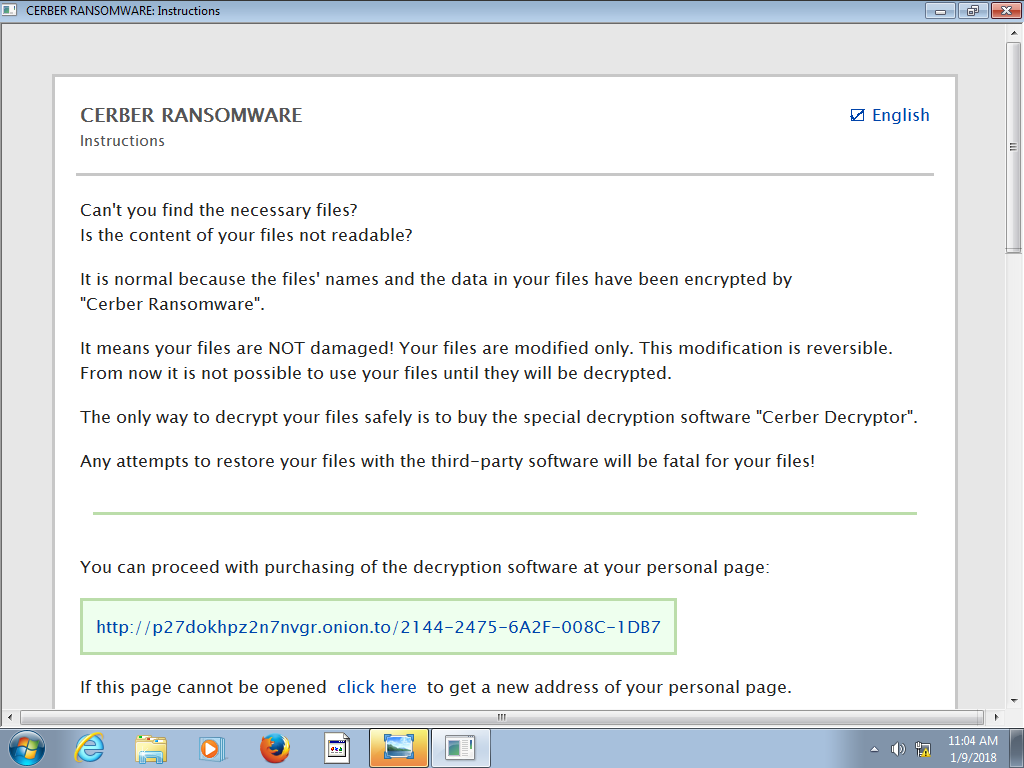 CERBER RANSOMWARE: Instructions
CERBER RANSOMWARE
English
Instructions
Can't you find the necessary files?
Is the content of your files not readable?
It is normal because the files' names and the data in your files have been encrypted by
"Cerber Ransomware".
It means your files are NOT damaged! Your files are modified only. This modification is reversible.
From now it is not possible to use your files until they will be decrypted.
The only way to decrypt your files safely is to buy the special decryption software "Cerber Decryptor".
Any attempts to restore your files with the third-party software will be fatal for your files!
You can proceed with purchasing of the decryption software at your personal page:
http://p27dokhpz2n7nvgr.onion.to/2144-2475-6A2F-008C-1DB7
If this page cannot be opened click here to get a new address of your personal page.
11:04 AM
1/9/2018